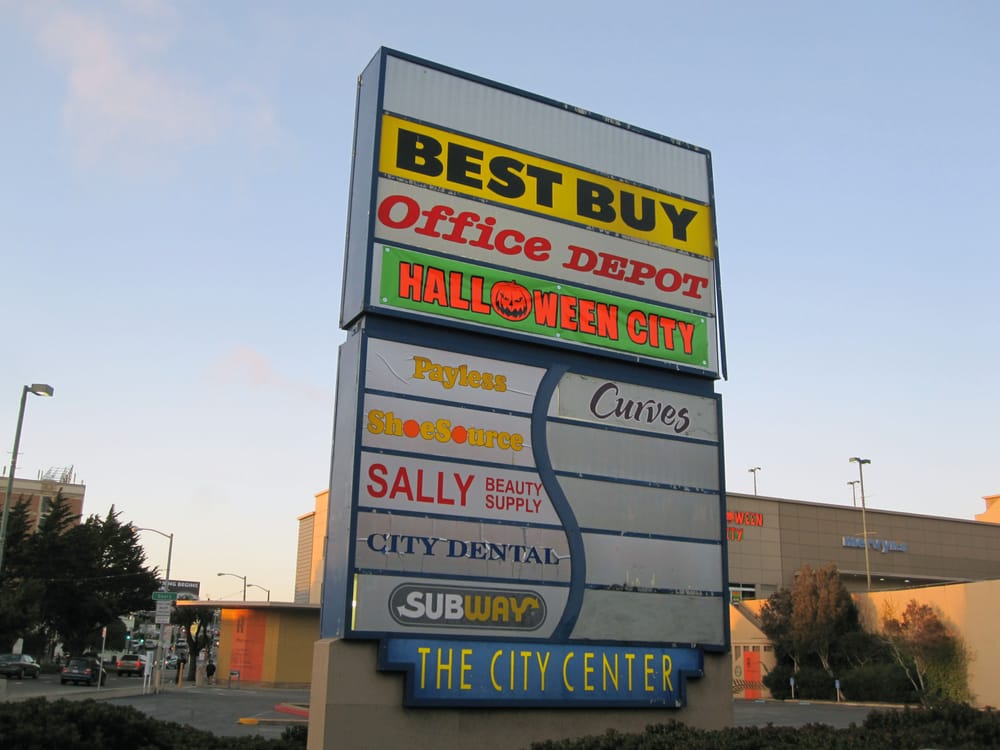 BEST BUY
Office DEPOT
HALLOWEEN CITY
Payless
ShoeSource
SALLY BEAUTY SUPPLY
CITY DENTAL
SUBWAY
Curves
THE CITY CENTER